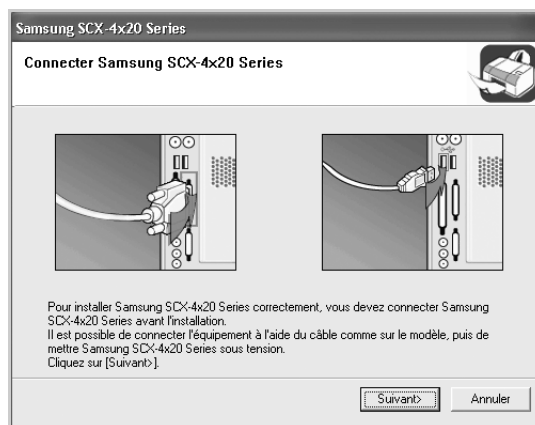 Samsung SCX-4x20 Series
Connecter Samsung SCX-4x20 Series
Pour installer Samsung SCX-4x20 Series correctement, vous devez connecter Samsung
SCX-4x20 Series avant l'installation.
Il est possible de connecter l'équipement à l'aide du câble comme sur le modèle, puis de
mettre Samsung SCX-4x20 Series sous tension.
Cliquez sur [Suivant>].
Suivant>
Annuler